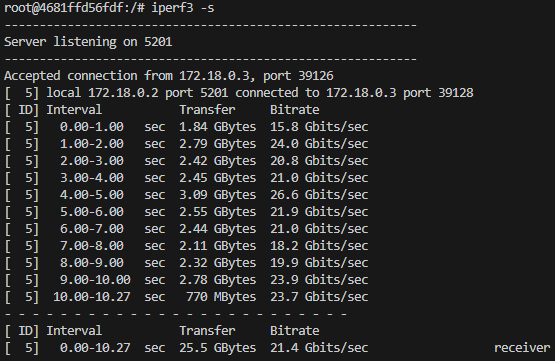 root@4681ffd56fdf:/# iperf3 -s
-----------------------------------------------------------
Server listening on 5201
-----------------------------------------------------------
Accepted connection from 172.18.0.3, port 39126
[  5] local 172.18.0.2 port 5201 connected to 172.18.0.3 port 39128
[ ID] Interval           Transfer     Bitrate
[  5]   0.00-1.00   sec  1.84 GBytes  15.8 Gbits/sec
[  5]   1.00-2.00   sec  2.79 GBytes  24.0 Gbits/sec
[  5]   2.00-3.00   sec  2.42 GBytes  20.8 Gbits/sec
[  5]   3.00-4.00   sec  2.45 GBytes  21.0 Gbits/sec
[  5]   4.00-5.00   sec  3.09 GBytes  26.6 Gbits/sec
[  5]   5.00-6.00   sec  2.55 GBytes  21.9 Gbits/sec
[  5]   6.00-7.00   sec  2.44 GBytes  21.0 Gbits/sec
[  5]   7.00-8.00   sec  2.11 GBytes  18.2 Gbits/sec
[  5]   8.00-9.00   sec  2.32 GBytes  19.9 Gbits/sec
[  5]   9.00-10.00  sec  2.78 GBytes  23.9 Gbits/sec
[  5]  10.00-10.27  sec   770 MBytes  23.7 Gbits/sec
- - - - - - - - - - - - - - - - - - - - - - - - -
[ ID] Interval           Transfer     Bitrate
[  5]   0.00-10.27  sec  25.5 GBytes  21.4 Gbits/sec                  receiver